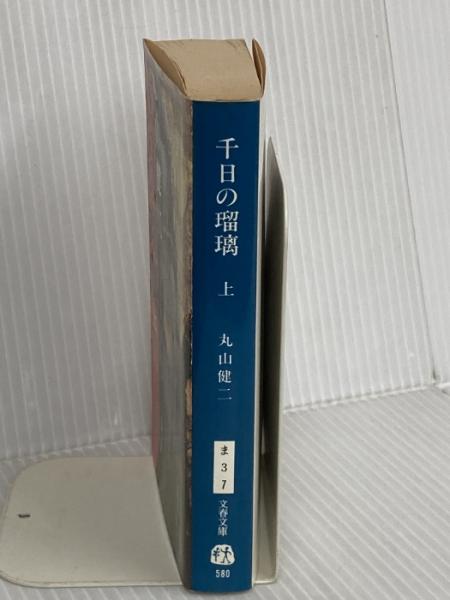 千日の瑠璃 上 丸山健二
ま
3
7
文春文庫
580